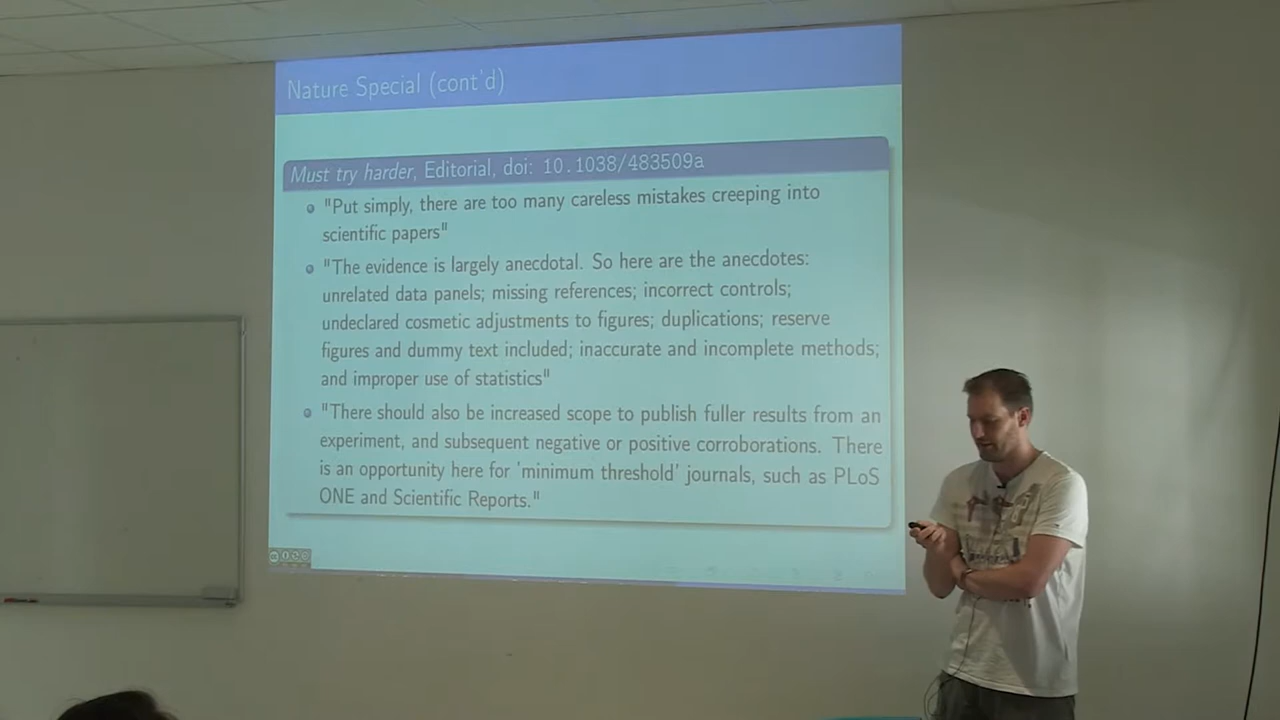 Nature Special (cont'd)
Must try harder, Editorial, doi: 10.1038/483509a
"Put simply, there are too many careless mistakes creeping into
scientific papers"
"The evidence is largely anecdotal. So here are the anecdotes:
unrelated data panels; missing references; incorrect controls;
undeclared cosmetic adjustments to figures; duplications; reserve
figures and dummy text included; inaccurate and incomplete methods;
and improper use of statistics"
"There should also be increased scope to publish fuller results from an
experiment, and subsequent negative or positive corroborations. There
is an opportunity here for 'minimum threshold' journals, such as PLoS
ONE and Scientific Reports."